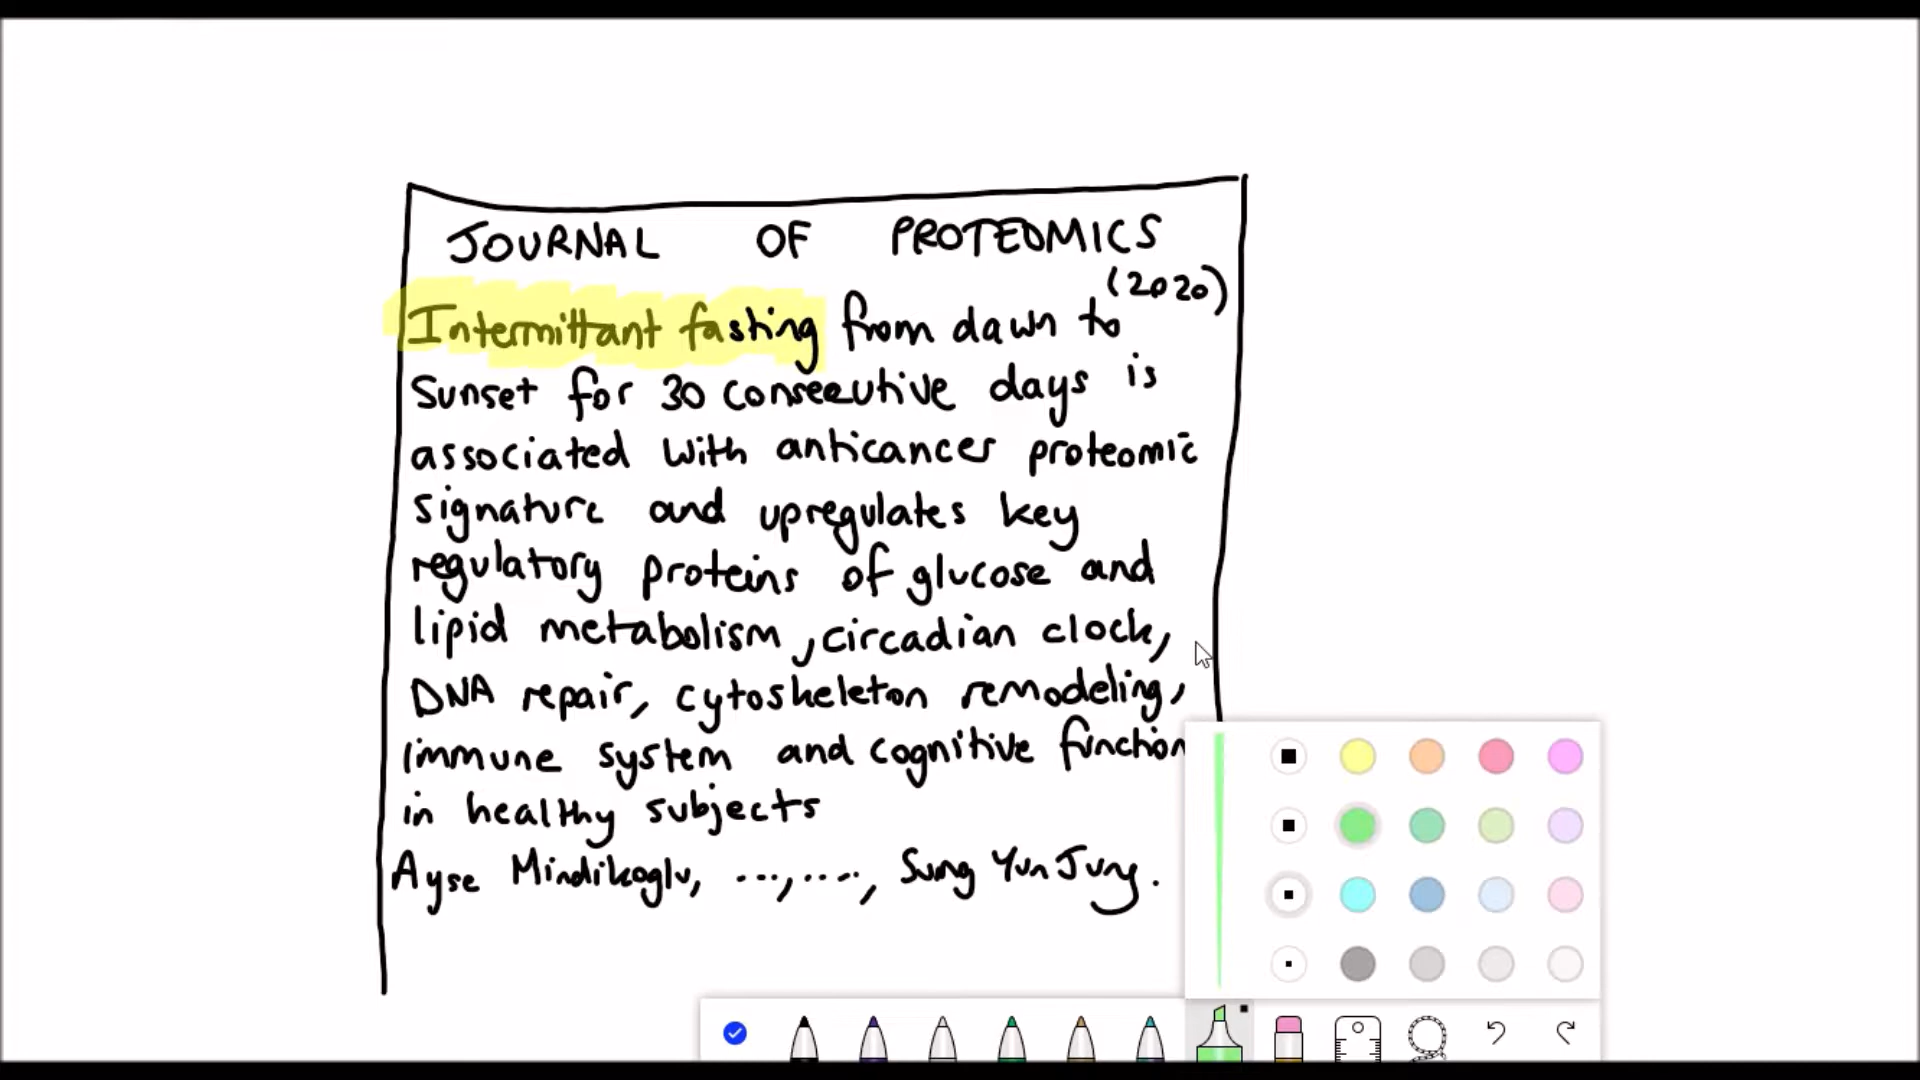 JOURNAL OF PROTEOMICS
(2020)
Intermittant fasting from dawn to
Sunset for 30 consecutive days is
associated with anticancer proteomic
signature and upregulates key
regulatory proteins of glucose and
lipid metabolism, circadian clock,
DNA repair, cytoskeleton remodeling,
immune system and cognitive function
in healthy subjects
Ayse Mindikoglu, ..., ...., Sung Yun Jung.